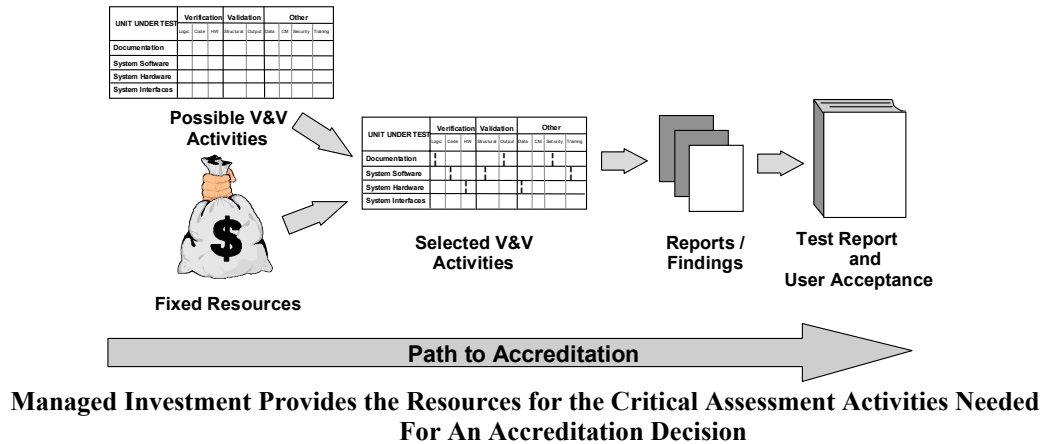 UNIT UNDER TEST
Verification Validation Other
Logic Code HW Structural Output Data CM Security Training
Documentation
System Software
System Hardware
System Interfaces
Possible V&V
Activities
$
Fixed Resources
UNIT UNDER TEST
Verification Validation Other
Logic Code HW Structural Output Data CM Security Training
Documentation
System Software
System Hardware
System Interfaces
Selected V&V
Activities
Reports /
Findings
Test Report
and
User Acceptance
Path to Accreditation
Managed Investment Provides the Resources for the Critical Assessment Activities Needed
For An Accreditation Decision